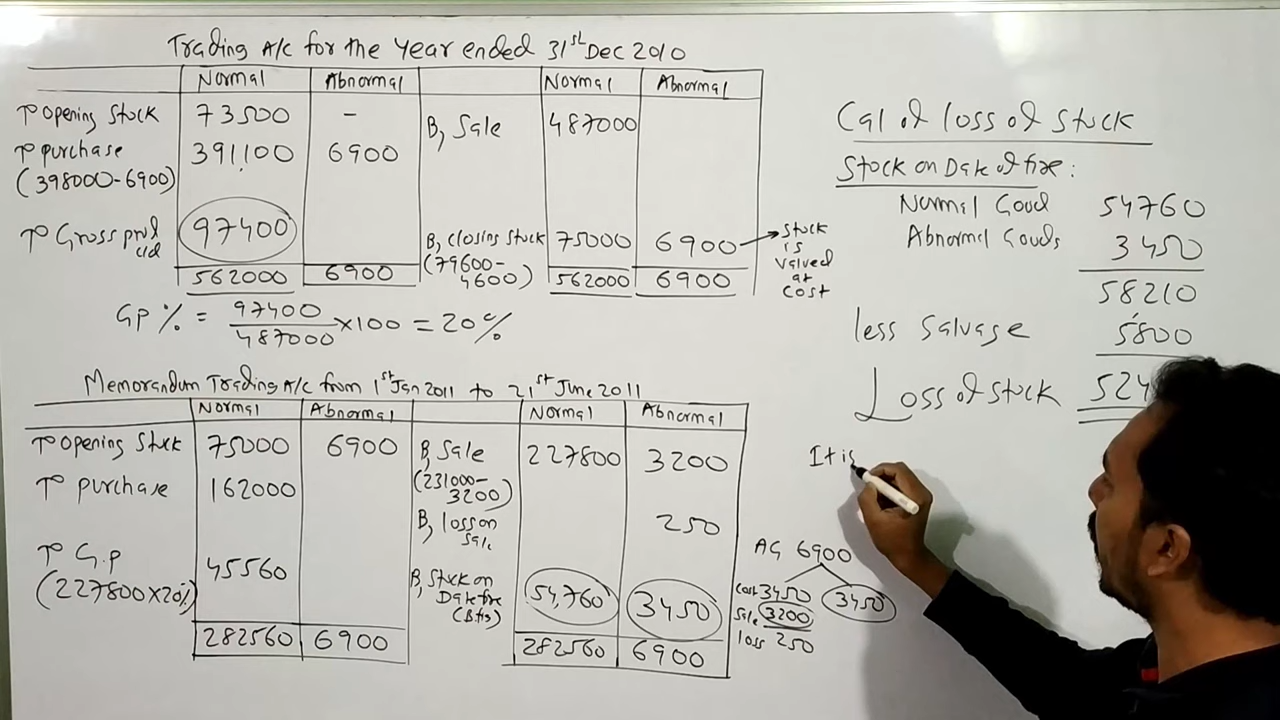 Trading A/C for the Year ended 31st Dec 2010
Normal Abnormal Normal Abnormal
To Opening Stock 73500 - By Sale 487000
To purchase 391100 6900
(398000-6900)
To Gross prof c/d 97400 By closing stock 75000 6900 → Stock is valued at cost
(79600-4600)
562000 6900 562000 6900
GP % = 97400/487000 × 100 = 20%
Memorandum Trading A/C from 1st Jan 2011 to 21st June 2011
Normal Abnormal Normal Abnormal
To Opening Stock 75000 6900 By Sale 227800 3200
(231000-3200)
To purchase 162000
By loss on sale 250
To G.P 45560
(227800×20%)
By Stock on Date fire 54,760 3450
282560 6900 282560 6900
AG 6900
Cost 3450 3450
Sale 3200
loss 250
Cal of loss of stock
Stock on Date of fire:
Normal Good 54760
Abnormal Goods 3450
58210
less Salvage 5800
Loss of stock 524
It is